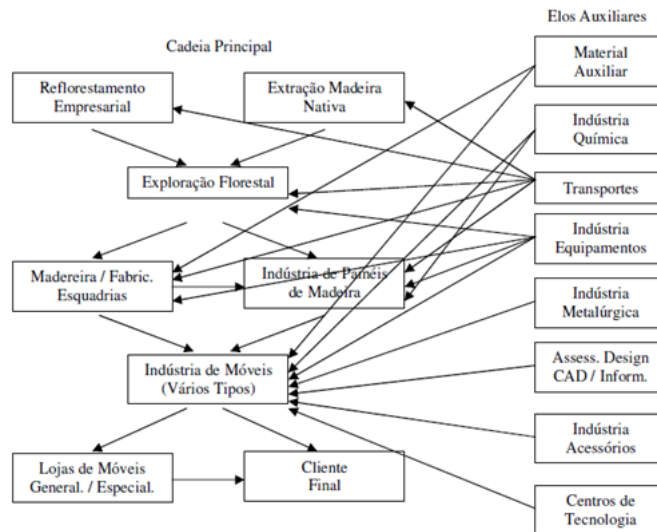 Elos Auxiliares
Cadeia Principal
Material
Auxiliar
Reflorestamento
Empresarial
Extração Madeira
Nativa
Indústria
Química
Exploração Florestal
Transportes
Indústria
Equipamentos
Madereira / Fabric.
Esquadrias
Indústria de Painéis
de Madeira
Indústria
Metalúrgica
Indústria de Móveis
(Vários Tipos)
Assess. Design
CAD / Inform.
Indústria
Acessórios
Lojas de Móveis
General. / Especial.
Cliente
Final
Centros de
Tecnologia